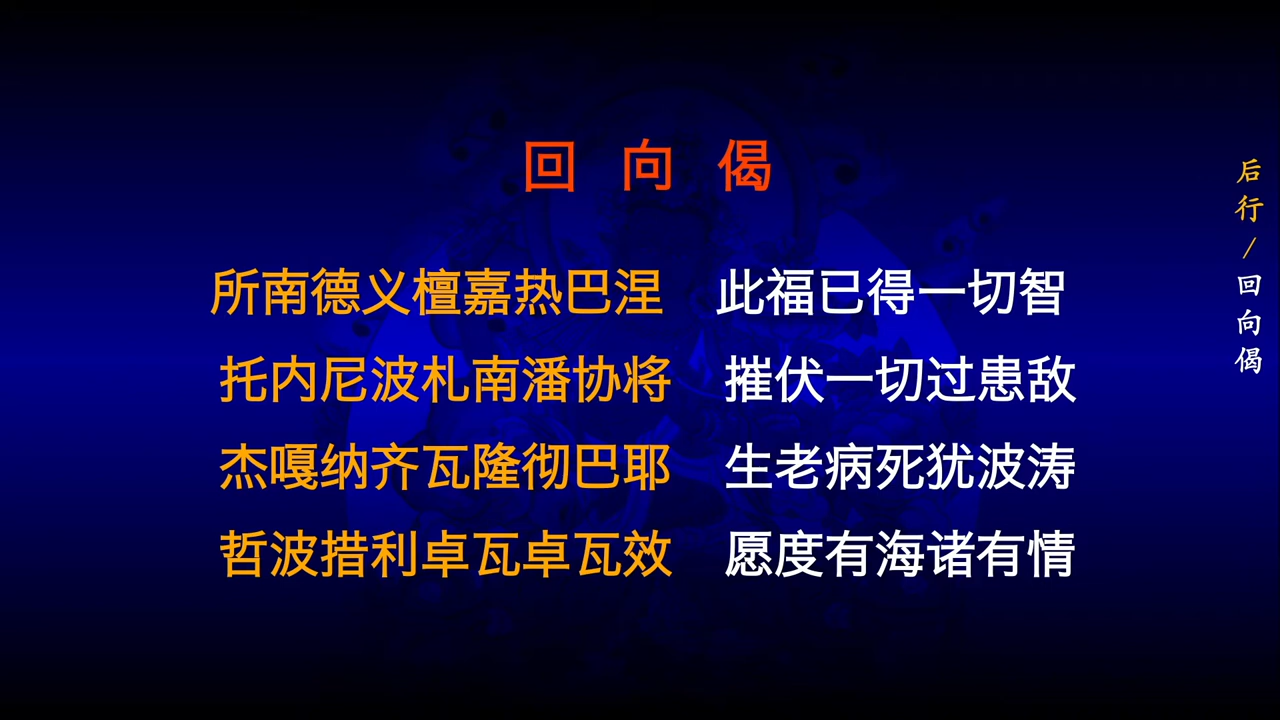 回向偈
所南德义檀嘉热巴涅 此福已得一切智
托内尼波札南潘协将 摧伏一切过患敌
杰嘎纳齐瓦隆彻巴耶 生老病死犹波涛
哲波措利卓瓦卓瓦效 愿度有海诸有情
后行/回向偈